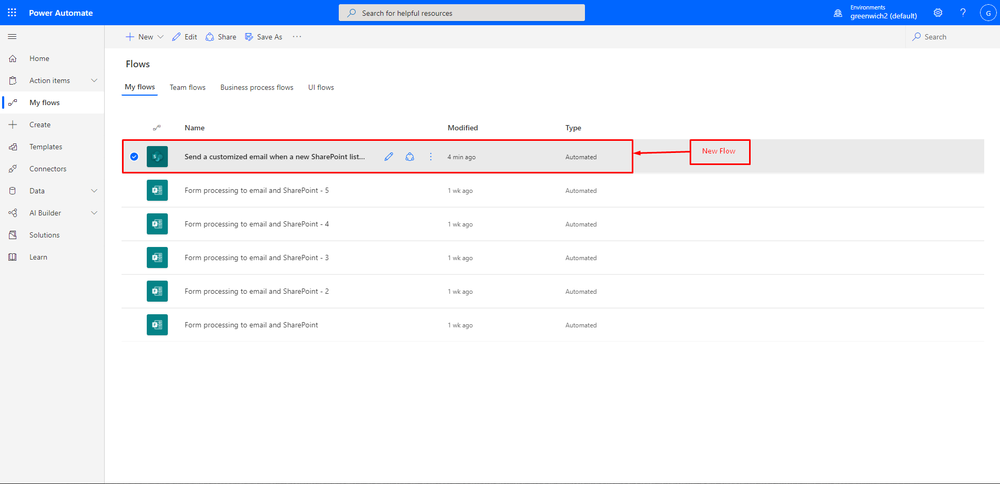 Power Automate
Search for helpful resources
Environments
greenwich2 (default)
?
G
New
Edit
Share
Save As
...
Search
Home
Action items
My flows
Create
Templates
Connectors
Data
AI Builder
Solutions
Learn
Flows
My flows
Team flows
Business process flows
UI flows
Name Modified Type
Send a customized email when a new SharePoint list... 4 min ago Automated
New Flow
Form processing to email and SharePoint - 5 1 wk ago Automated
Form processing to email and SharePoint - 4 1 wk ago Automated
Form processing to email and SharePoint - 3 1 wk ago Automated
Form processing to email and SharePoint - 2 1 wk ago Automated
Form processing to email and SharePoint 1 wk ago Automated